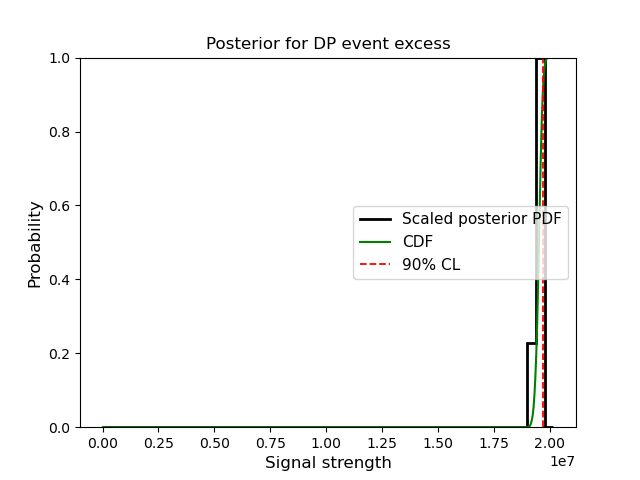 Posterior for DP event excess
1.0
0.8
0.6
0.4
0.2
0.0
Probability
Scaled posterior PDF
CDF
90% CL
0.00 0.25 0.50 0.75 1.00 1.25 1.50 1.75 2.00
1e7
Signal strength